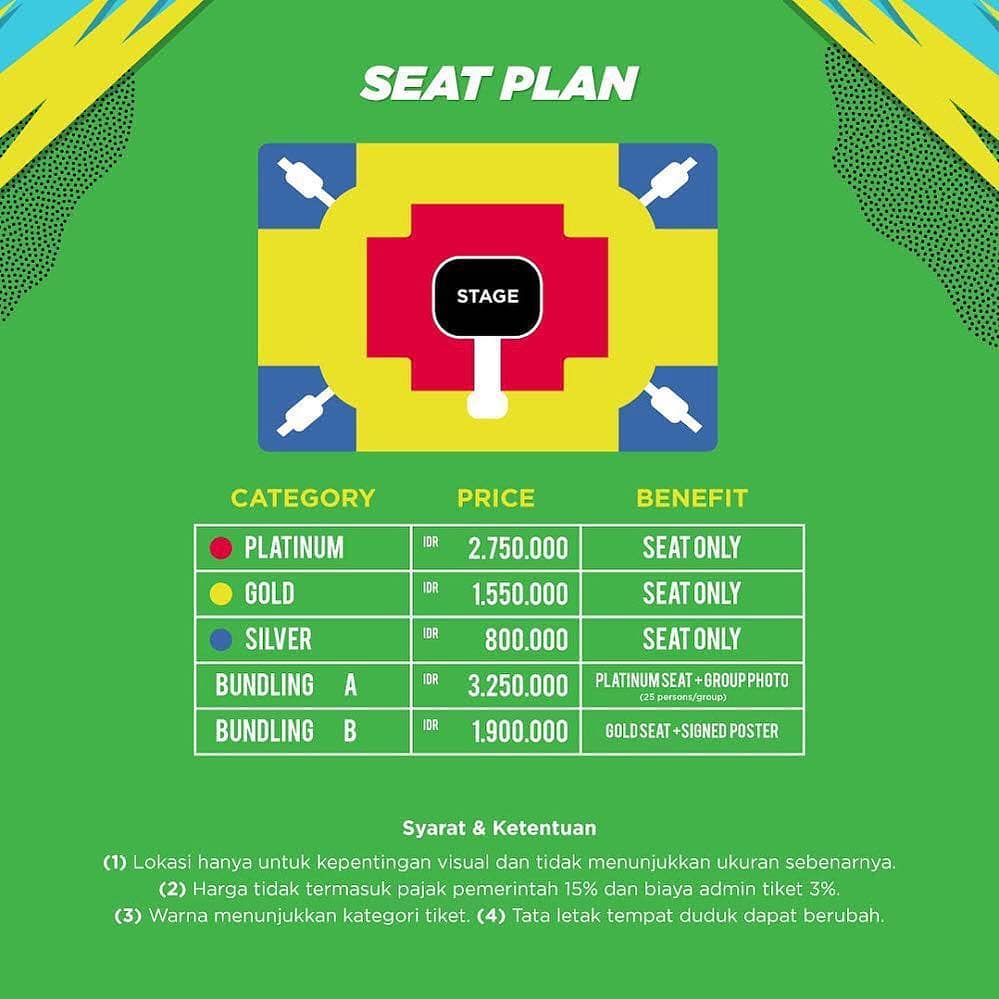 SEAT PLAN
STAGE
CATEGORY PRICE BENEFIT
PLATINUM IDR 2.750.000 SEAT ONLY
GOLD IDR 1.550.000 SEAT ONLY
SILVER IDR 800.000 SEAT ONLY
BUNDLING A IDR 3.250.000 PLATINUM SEAT + GROUP PHOTO
(25 persons/group)
BUNDLING B IDR 1.900.000 GOLD SEAT +SIGNED POSTER
Syarat & Ketentuan
(1) Lokasi hanya untuk kepentingan visual dan tidak menunjukkan ukuran sebenarnya.
(2) Harga tidak termasuk pajak pemerintah 15% dan biaya admin tiket 3%.
(3) Warna menunjukkan kategori tiket. (4) Tata letak tempat duduk dapat berubah.